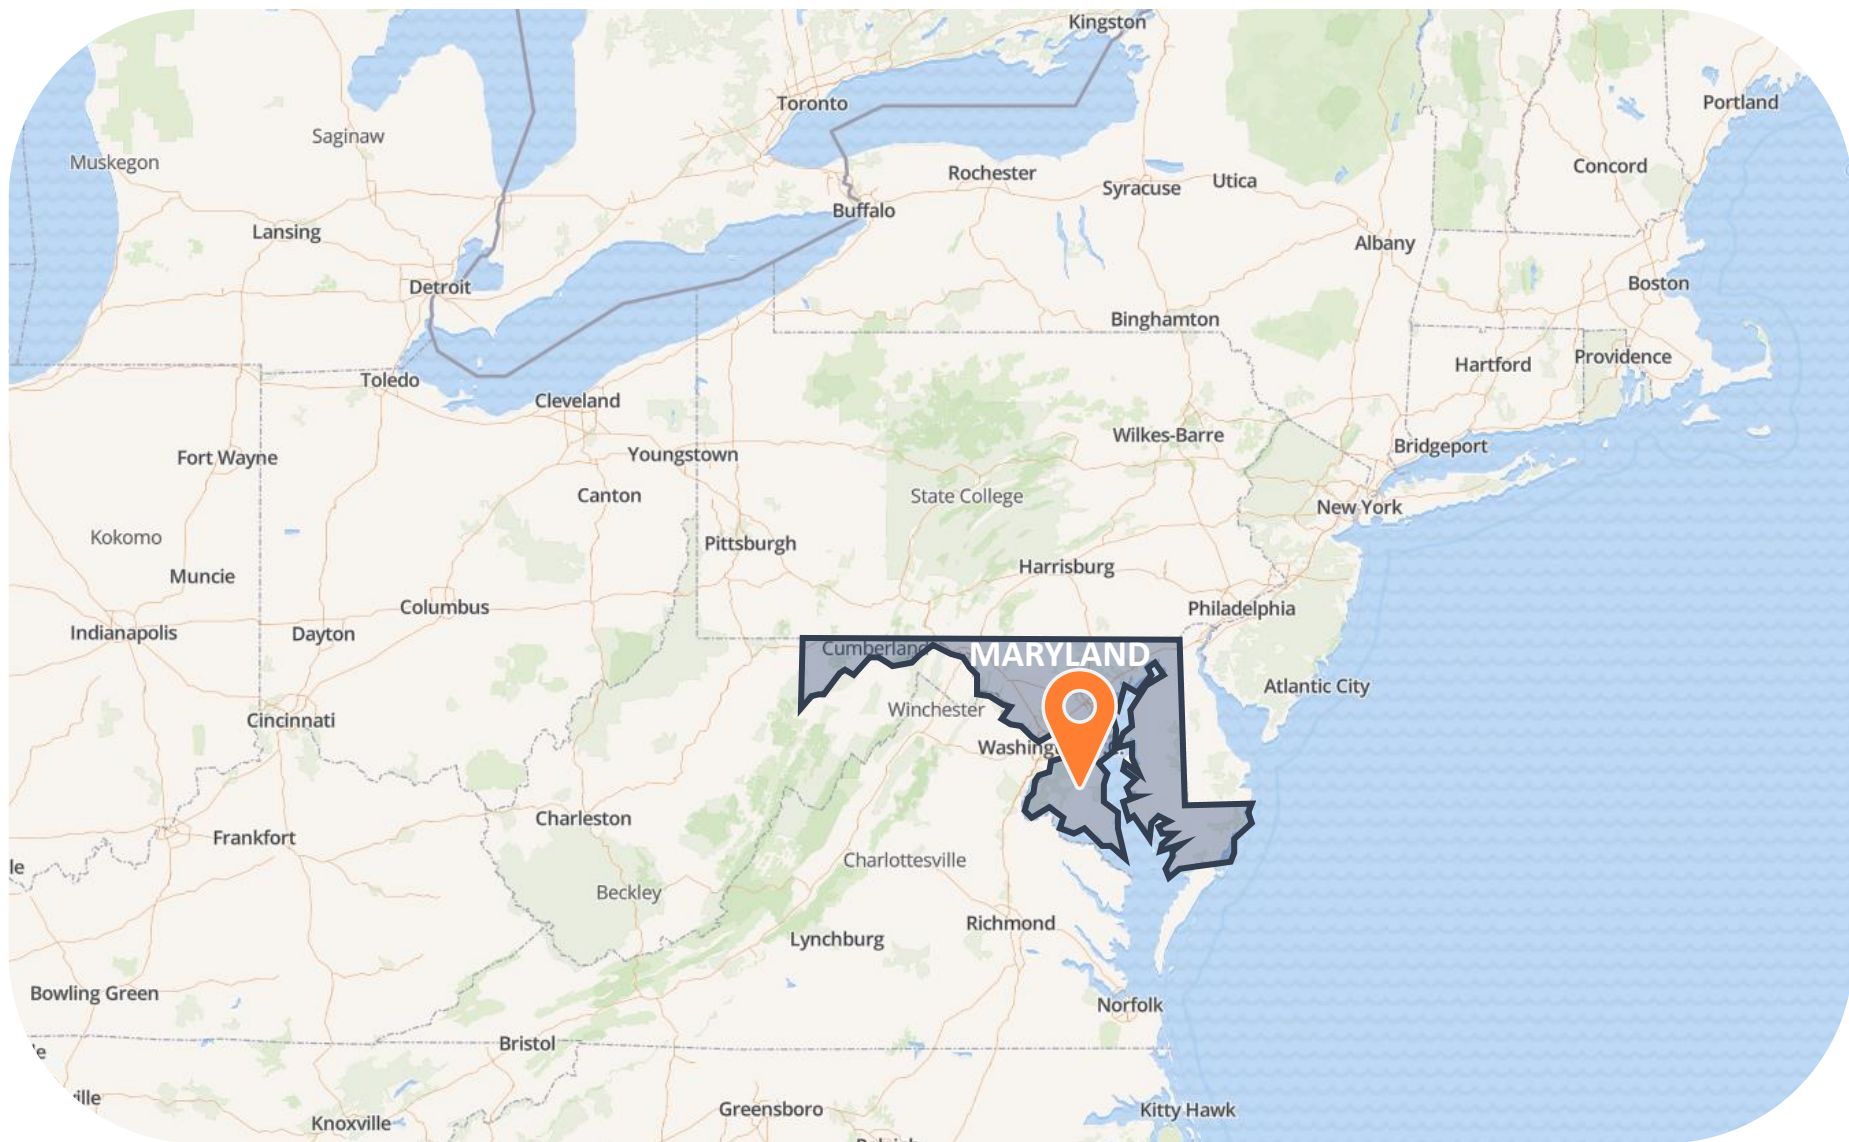 Kingston
Toronto
Portland
Saginaw
Muskegon
Concord
Rochester
Utica
Syracuse
Buffalo
Lansing
Albany
Detroit
Boston
Binghamton
Providence
Hartford
Toledo
Cleveland
Wilkes-Barre
Bridgeport
Youngstown
Fort Wayne
Canton
State College
New York
Kokomo
Pittsburgh
Harrisburg
Muncie
Columbus
Philadelphia
Indianapolis
Dayton
Cumberland
MARYLAND
Atlantic City
Winchester
Cincinnati
Washing
Charleston
Frankfort
Charlottesville
le
Beckley
Richmond
Lynchburg
Bowling Green
Norfolk
Bristol
ville
Greensboro
Kitty Hawk
Knoxville